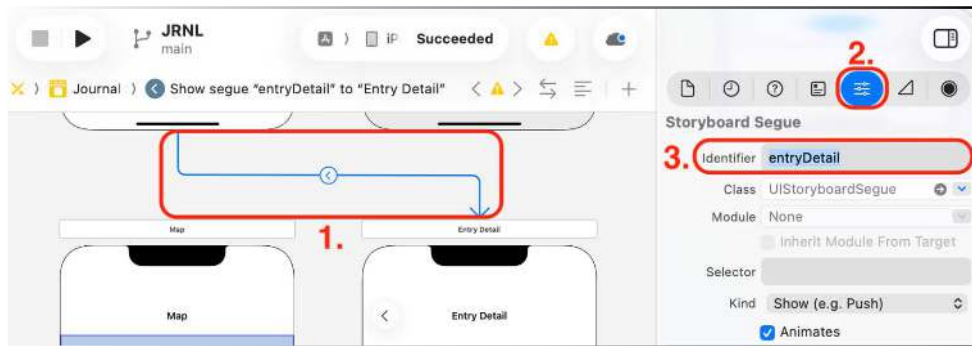 JRNL
main
iP
Succeeded
Journal
Show segue "entryDetail" to "Entry Detail"
2.
Storyboard Segue
3.
Identifier
entryDetail
Class
UIStoryboardSegue
Module
None
Inherit Module From Target
Selector
Kind
Show (e.g. Push)
Animates
1.
Map
Entry Detail
Map
Entry Detail